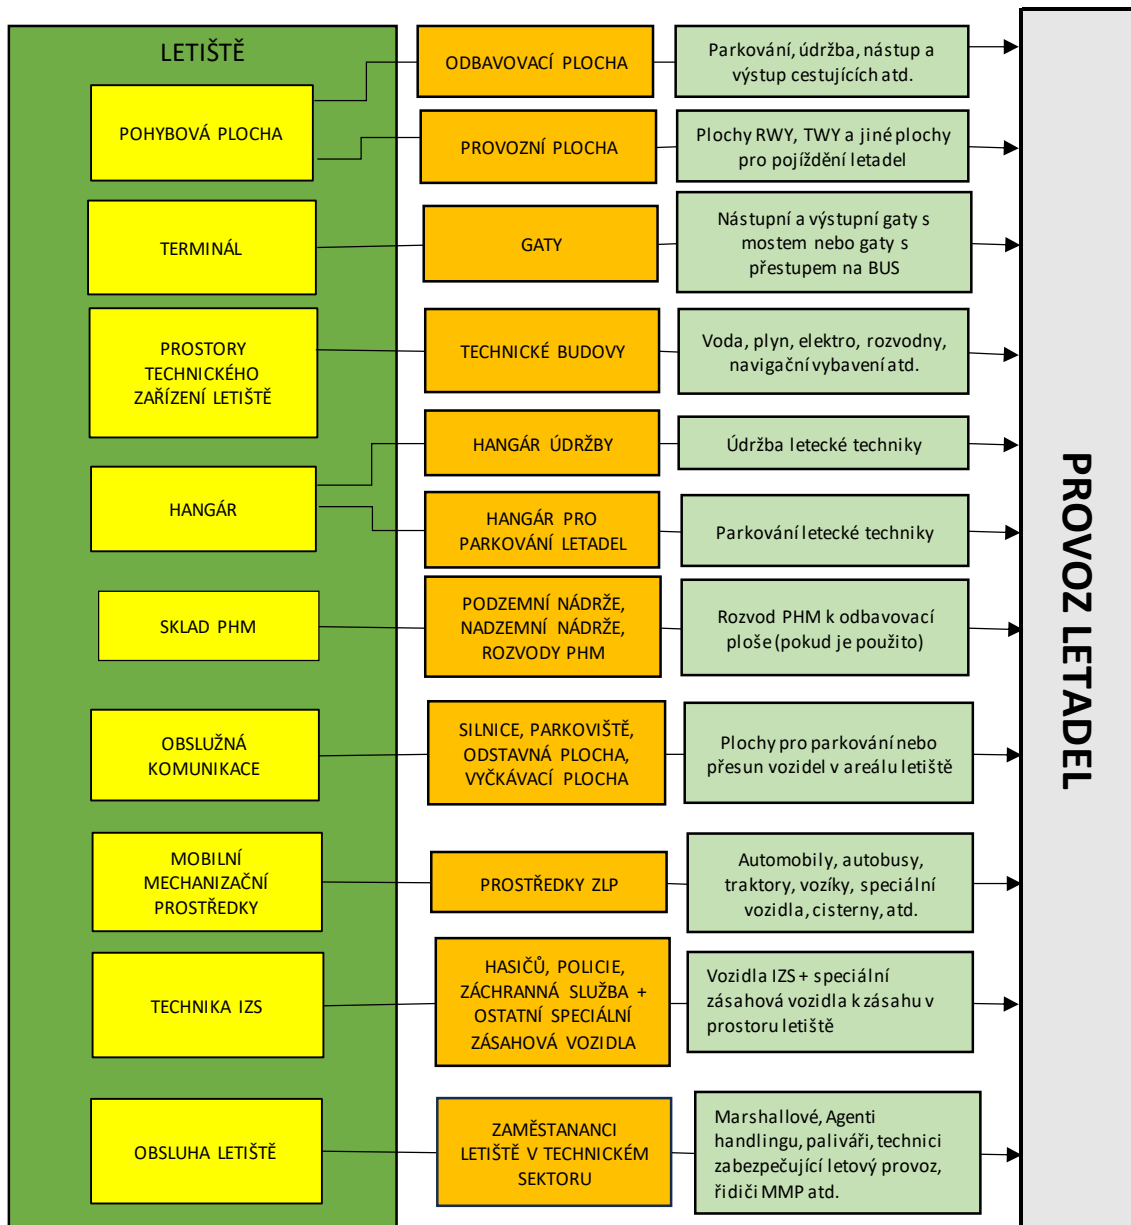 LETIŠTĚ
POHYBOVÁ PLOCHA
ODBAVOVACÍ PLOCHA
Parkování, údržba, nástup a
výstup cestujících atd.
PROVOZNÍ PLOCHA
Plochy RWY, TWY a jiné plochy
pro pojíždění letadel
TERMINÁL
GATY
Nástupní a výstupní gaty s
mostem nebo gaty s
přestupem na BUS
PROSTORY
TECHNICKÉHO
ZAŘÍZENÍ LETIŠTĚ
TECHNICKÉ BUDOVY
Voda, plyn, elektro, rozvodny,
navigační vybavení atd.
HANGÁR
HANGÁR ÚDRŽBY
Údržba letecké techniky
HANGÁR PRO
PARKOVÁNÍ LETADEL
Parkování letecké techniky
SKLAD PHM
PODZEMNÍ NÁDRŽE,
NADZEMNÍ NÁDRŽE,
ROZVODY PHM
Rozvod PHM k odbavovací
ploše (pokud je použito)
OBSLUŽNÁ
KOMUNIKACE
SILNICE, PARKOVIŠTĚ,
ODSTAVNÁ PLOCHA,
VYČKÁVACÍ PLOCHA
Plochy pro parkování nebo
přesun vozidel v areálu letiště
MOBILNÍ
MECHANIZAČNÍ
PROSTŘEDKY
PROSTŘEDKY ZLP
Automobily, autobusy,
traktory, vozíky, speciální
vozidla, cisterny, atd.
TECHNIKA IZS
HASIČŮ, POLICIE,
ZÁCHRANNÁ SLUŽBA +
OSTATNÍ SPECIÁLNÍ
ZÁSAHOVÁ VOZIDLA
Vozidla IZS + speciální
zásahová vozidla k zásahu v
prostoru letiště
OBSLUHA LETIŠTĚ
ZAMĚSTANANCI
LETIŠTĚ V TECHNICKÉM
SEKTORU
Marshallové, Agenti
handlingu, paliváři, technici
zabezpečující letový provoz,
řidiči MMP atd.
PROVOZ LETADEL